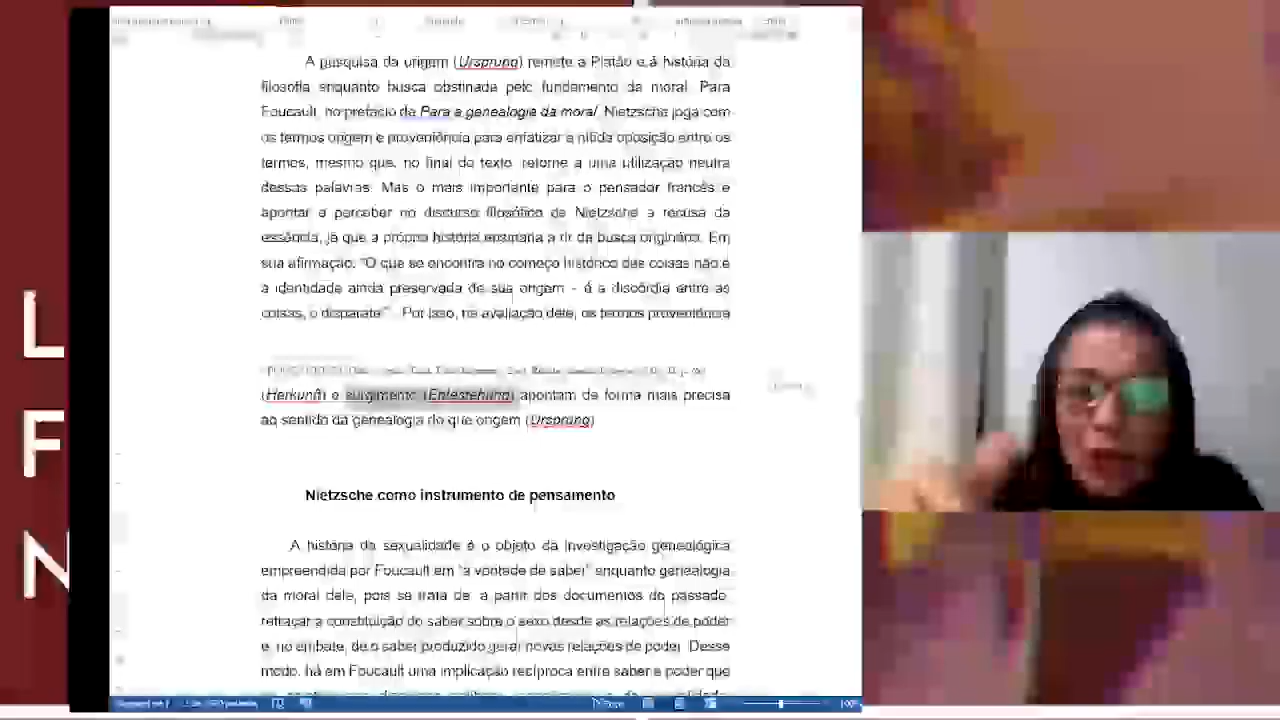 A pesquisa da origem (Ursprung) remete a Platão e à história da
filosofia enquanto busca obstinada pelo fundamento da moral. Para
Foucault, no prefácio de Para a genealogia da moral, Nietzsche joga com
os termos origem e proveniência para enfatizar a nítida oposição entre os
termos, mesmo que, no final do texto, retorne a uma utilização neutra
dessas palavras. Mas o mais importante para o pensador francês é
apontar e perceber no discurso filosófico de Nietzsche a recusa da
essência, já que a própria história ensinaria a rir da busca originário. Em
sua afirmação: "O que se encontra no começo histórico das coisas não é
a identidade ainda preservada de sua origem - é a discórdia entre as
coisas, o disparate". Por isso, na avaliação dele, os termos proveniência
(Herkunft) e surgimento (Enlestehung) apontam de forma mais precisa
ao sentido da genealogia do que origem (Ursprung)
Nietzsche como instrumento de pensamento
A história da sexualidade é o objeto da investigação genealógica
empreendida por Foucault em "a vontade de saber" enquanto genealogia
da moral dele, pois se trata de, a partir dos documentos do passado,
retraçar a constituição do saber sobre o sexo desde as relações de poder
e, no embate, de o saber produzido gerar novas relações de poder. Desse
modo, há em Foucault uma implicação recíproca entre saber e poder que
L
F
N